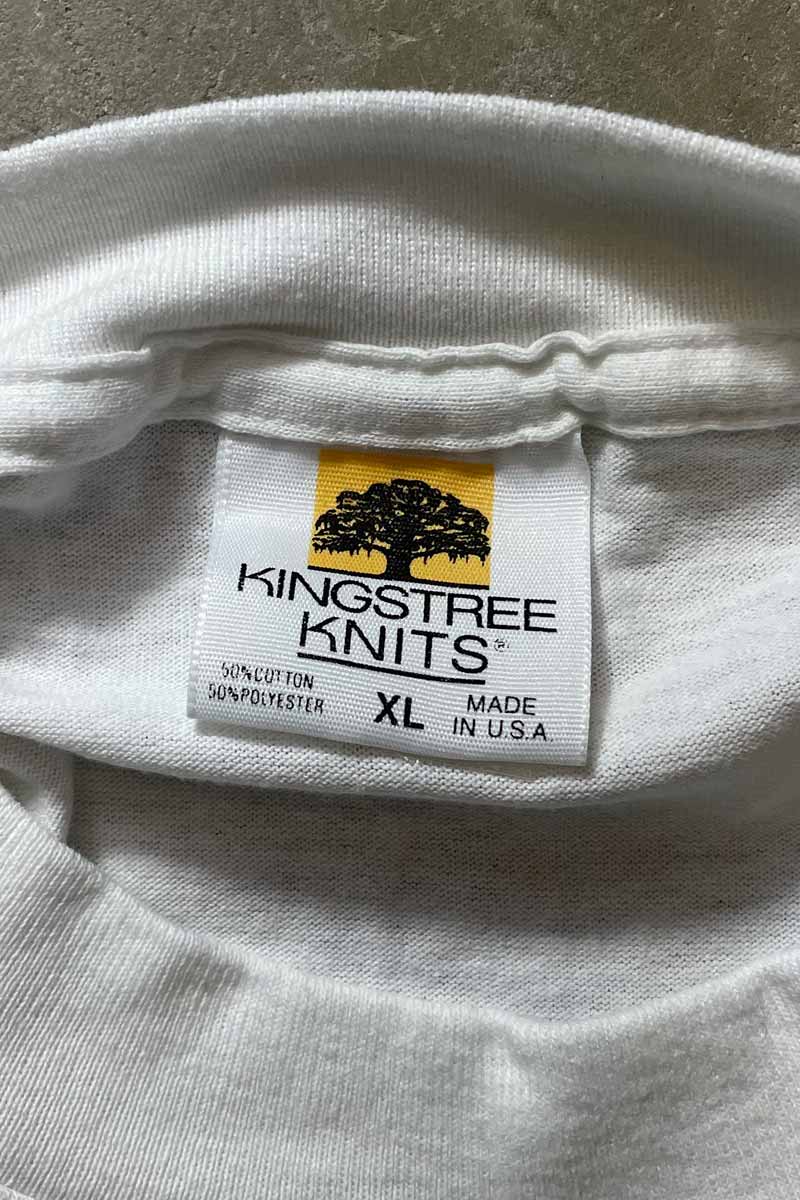 KINGSTREE
KNITS®
50% COTTON
50% POLYESTER
XL
MADE
IN U.S.A